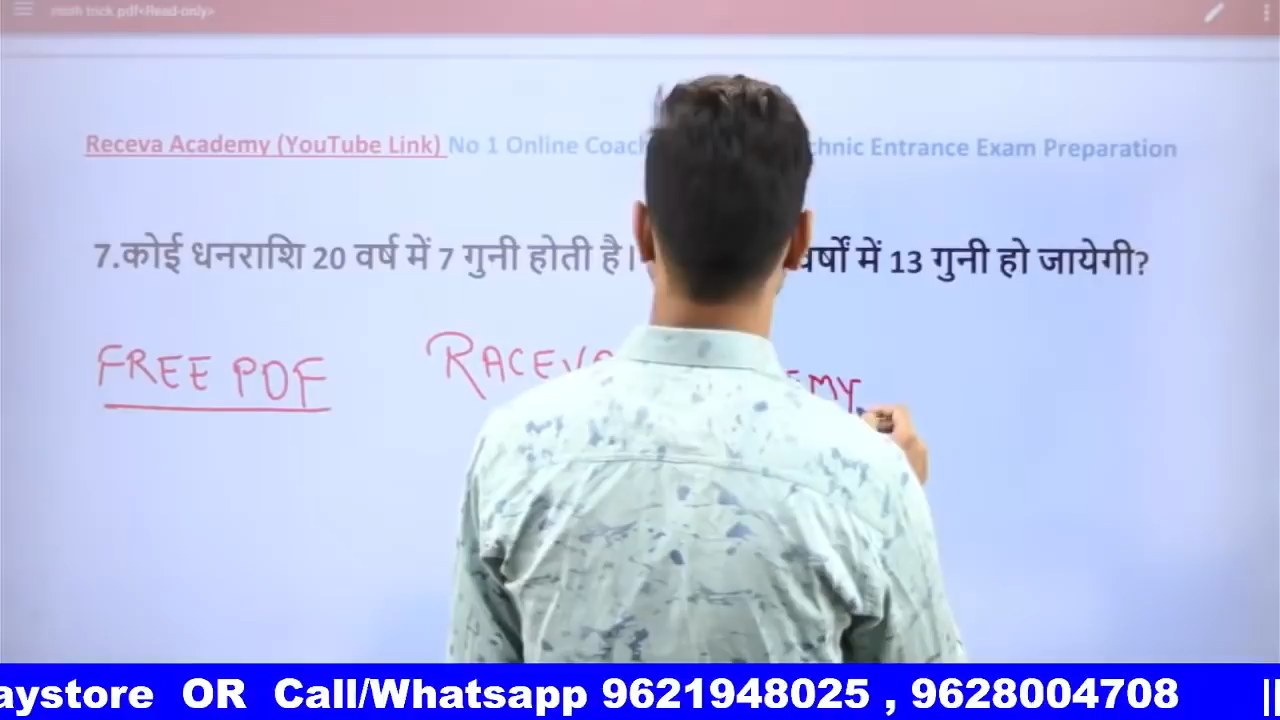 math trick.pdf<Read-only>
Receva Academy (YouTube Link) No 1 Online Coach chnic Entrance Exam Preparation
7.कोई धनराशि 20 वर्ष में 7 गुनी होती है। वर्षों में 13 गुनी हो जायेगी?
FREE PDF RACEVA EMY
aystore OR Call/Whatsapp 9621948025 , 9628004708 ||